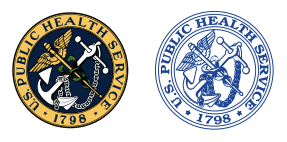 U.S. PUBLIC HEALTH SERVICE
• 1798 •
U.S. PUBLIC HEALTH SERVICE
★ 1798 ★